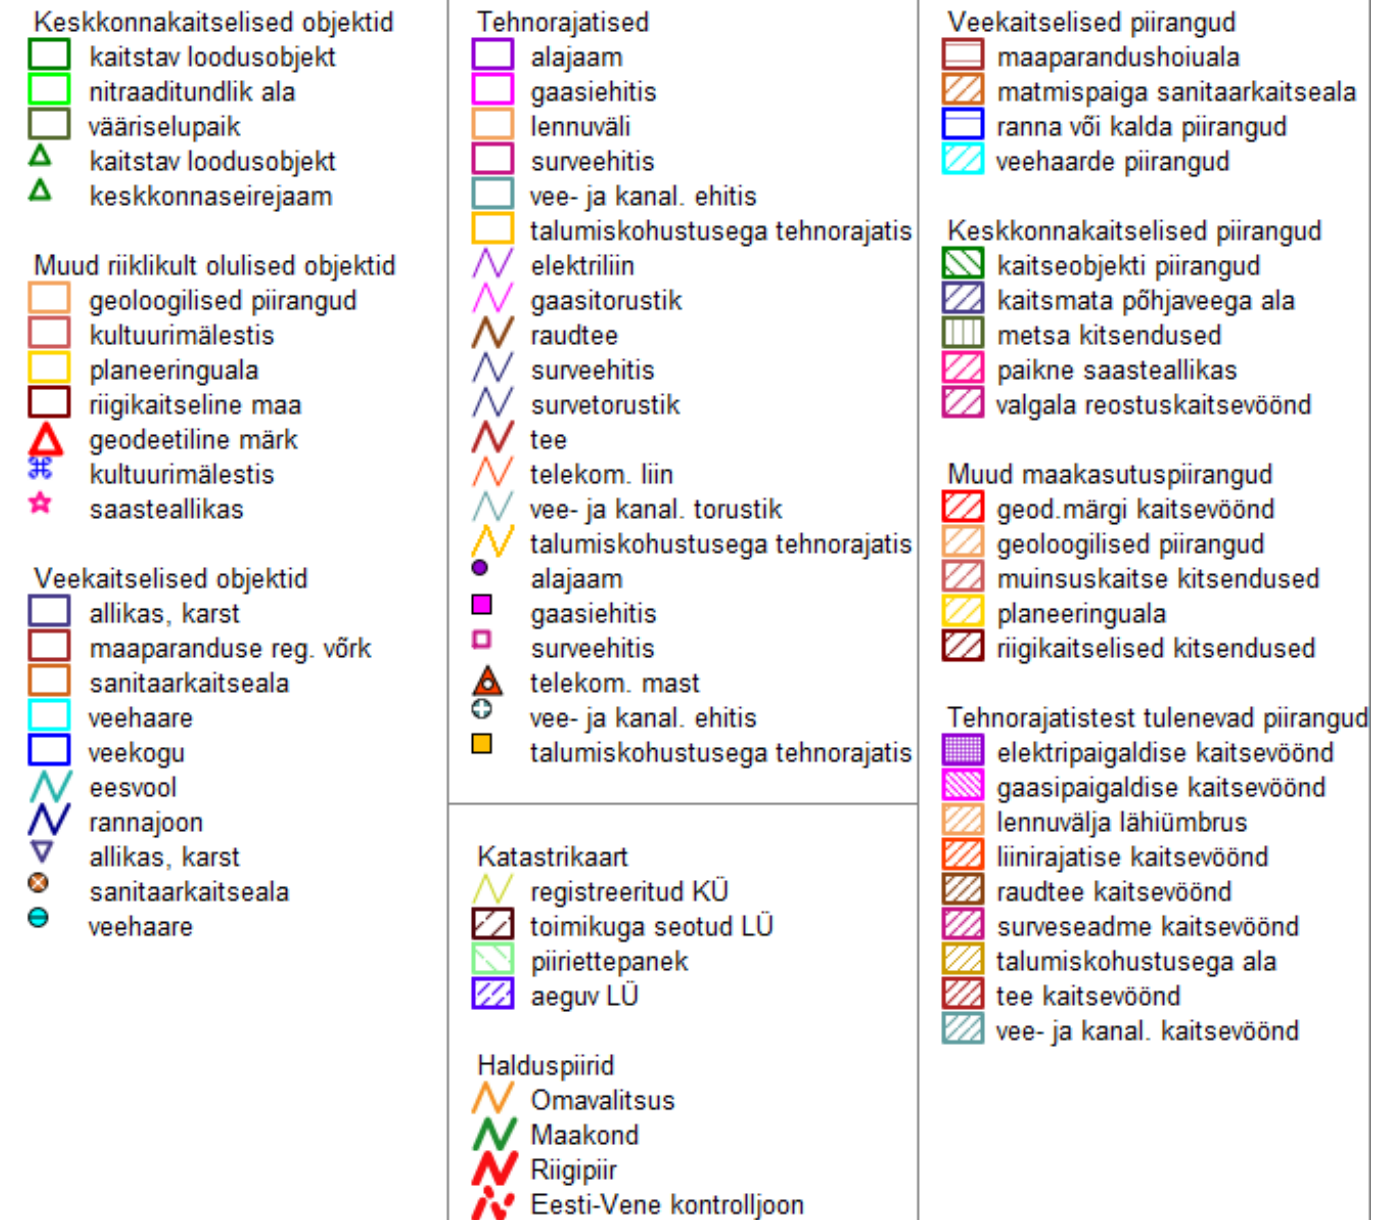 Keskkonnakaitselised objektid
kaitstav loodusobjekt
nitraaditundlik ala
vääriselupaik
kaitstav loodusobjekt
keskkonnaseirejaam
Muud riiklikult olulised objektid
geoloogilised piirangud
kultuurimälestis
planeeringuala
riigikaitseline maa
geodeetiline märk
kultuurimälestis
saasteallikas
Veekaitselised objektid
allikas, karst
maaparanduse reg. võrk
sanitaarkaitseala
veehaare
veekogu
eesvool
rannajoon
allikas, karst
sanitaarkaitseala
veehaare
Tehnorajatised
alajaam
gaasiehitis
lennuväli
surveehitis
vee- ja kanal. ehitis
talumiskohustusega tehnorajatis
elektriliin
gaasitorustik
raudtee
surveehitis
survetorustik
tee
telekom. liin
vee- ja kanal. torustik
talumiskohustusega tehnorajatis
alajaam
gaasiehitis
surveehitis
telekom. mast
vee- ja kanal. ehitis
talumiskohustusega tehnorajatis
Katastrikaart
registreeritud KÜ
toimikuga seotud LÜ
piiriettepanek
aeguv LÜ
Halduspiirid
Omavalitsus
Maakond
Riigipiir
Eesti-Vene kontrolljoon
Veekaitselised piirangud
maaparandushoiuala
matmispaiga sanitaarkaitseala
ranna või kalda piirangud
veehaarde piirangud
Keskkonnakaitselised piirangud
kaitseobjekti piirangud
kaitsmata põhjaveega ala
metsa kitsendused
paikne saasteallikas
valgala reostuskaitsevöönd
Muud maakasutuspiirangud
geod.märgi kaitsevöönd
geoloogilised piirangud
muinsuskaitse kitsendused
planeeringuala
riigikaitselised kitsendused
Tehnorajatistest tulenevad piirangud
elektripaigaldise kaitsevöönd
gaasipaigaldise kaitsevöönd
lennuvälja lähiümbrus
liinirajatise kaitsevöönd
raudtee kaitsevöönd
surveseadme kaitsevöönd
talumiskohustusega ala
tee kaitsevöönd
vee- ja kanal. kaitsevöönd